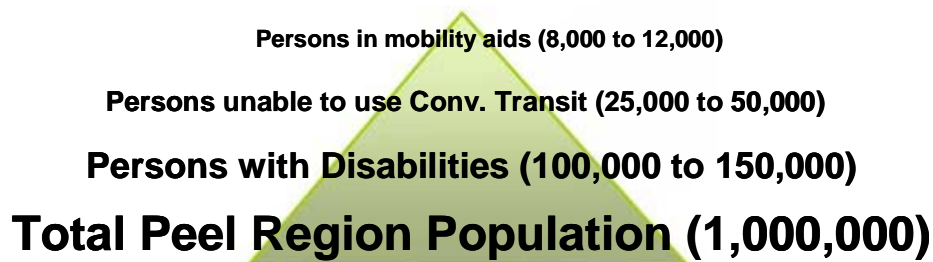 Persons in mobility aids (8,000 to 12,000)
Persons unable to use Conv. Transit (25,000 to 50,000)
Persons with Disabilities (100,000 to 150,000)
Total Peel Region Population (1,000,000)